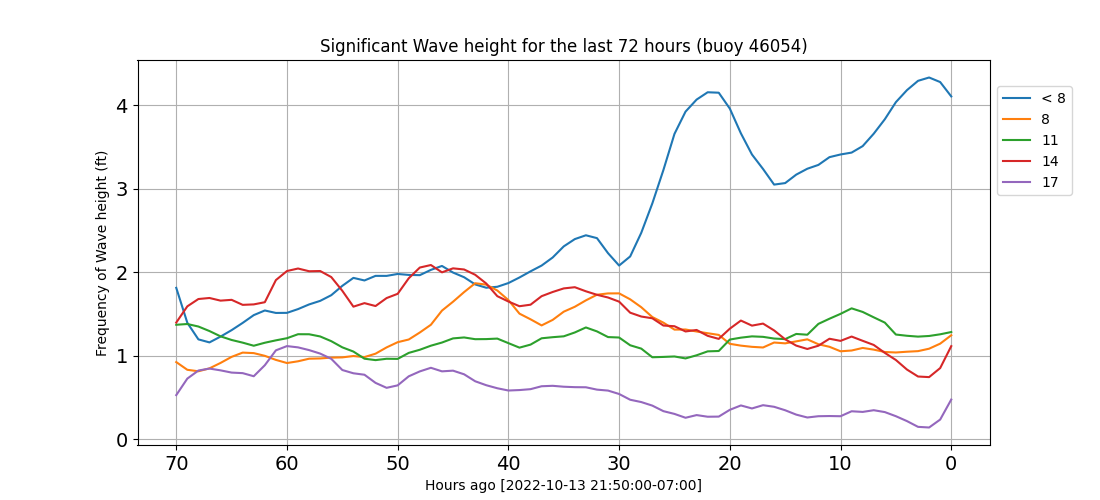 Significant Wave height for the last 72 hours (buoy 46054)
Frequency of Wave height (ft)
4
3
2
1
0
70 60 50 40 30 20 10 0
Hours ago [2022-10-13 21:50:00-07:00]
< 8
8
11
14
17